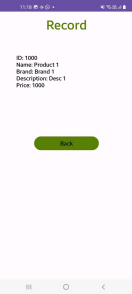 11:18
Record
ID: 1000
Name: Product 1
Brand: Brand 1
Description: Desc 1
Price: 1000
Back